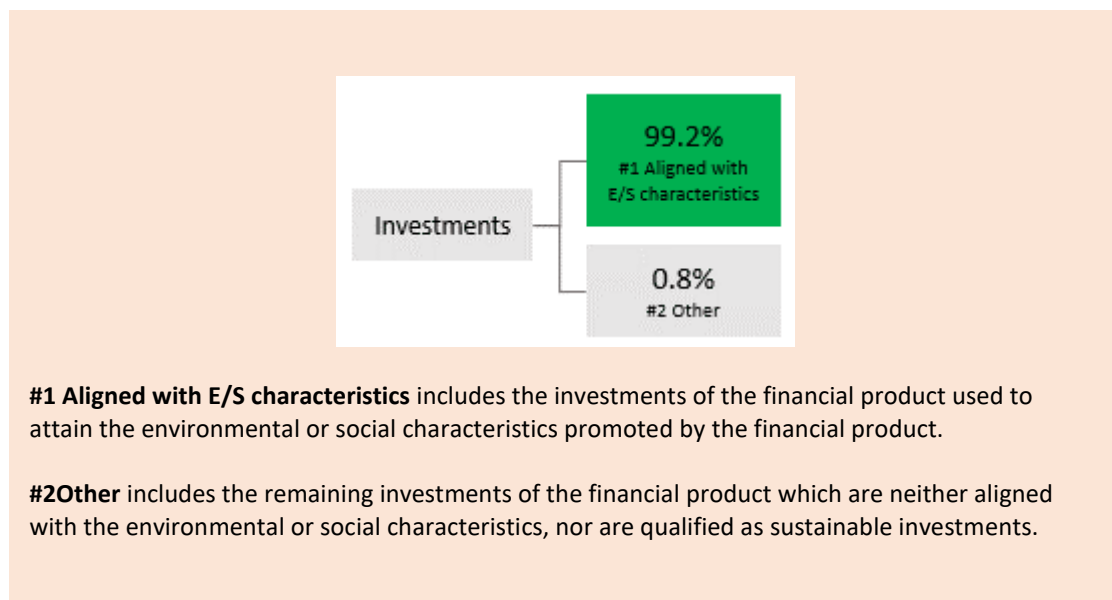 99.2%
#1 Aligned with
E/S characteristics
Investments
0.8%
#2 Other
#1 Aligned with E/S characteristics includes the investments of the financial product used to
attain the environmental or social characteristics promoted by the financial product.
#2Other includes the remaining investments of the financial product which are neither aligned
with the environmental or social characteristics, nor are qualified as sustainable investments.